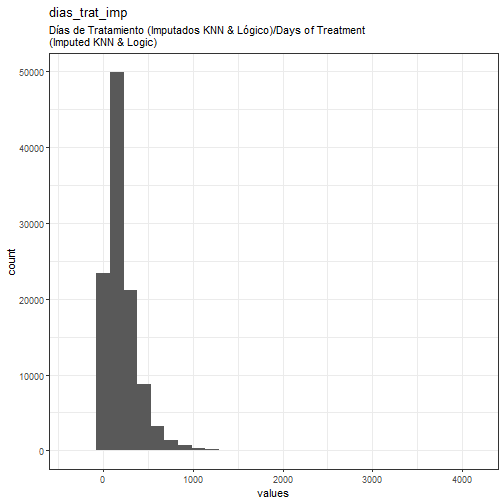 dias_trat_imp
Días de Tratamiento (Imputados KNN & Lógico)/Days of Treatment
(Imputed KNN & Logic)
50000
40000
30000
20000
10000
0
count
0 1000 2000 3000 4000
values